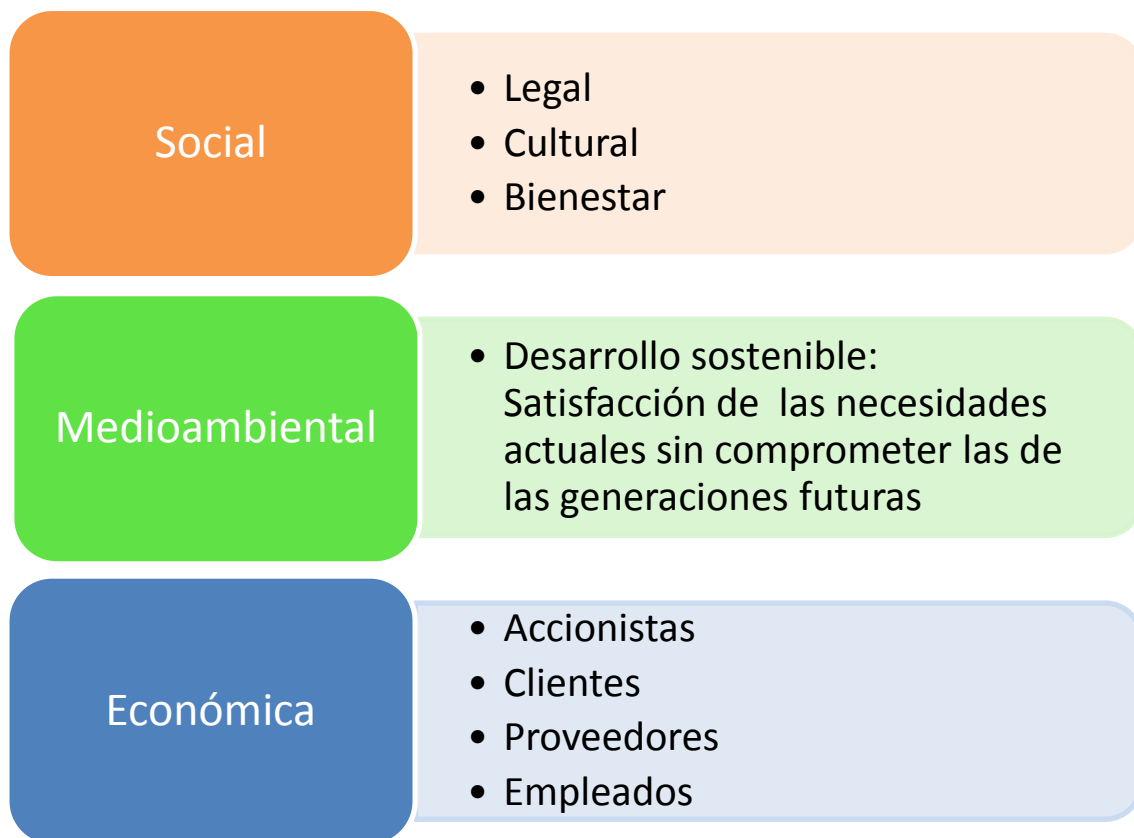 Social
• Legal
• Cultural
• Bienestar
Medioambiental
• Desarrollo sostenible:
Satisfacción de  las necesidades
actuales sin comprometer las de
las generaciones futuras
Económica
• Accionistas
• Clientes
• Proveedores
• Empleados